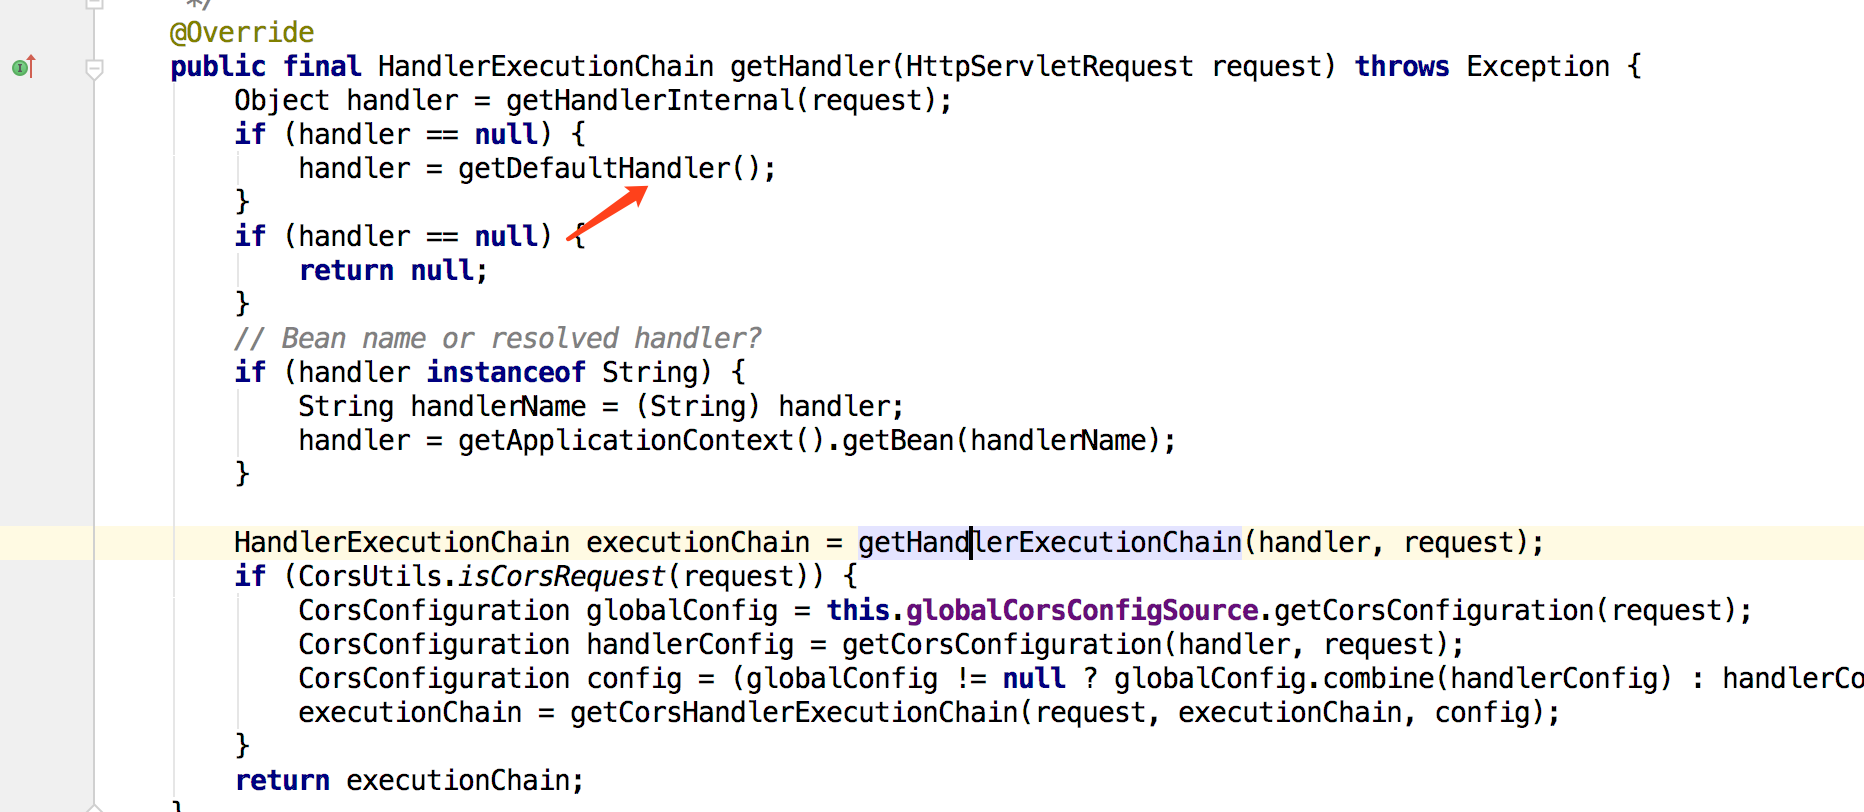 */
@Override
public final HandlerExecutionChain getHandler(HttpServletRequest request) throws Exception {
Object handler = getHandlerInternal(request);
if (handler == null) {
handler = getDefaultHandler();
}
if (handler == null) {
return null;
}
// Bean name or resolved handler?
if (handler instanceof String) {
String handlerName = (String) handler;
handler = getApplicationContext().getBean(handlerName);
}
HandlerExecutionChain executionChain = getHandlerExecutionChain(handler, request);
if (CorsUtils.isCorsRequest(request)) {
CorsConfiguration globalConfig = this.globalCorsConfigSource.getCorsConfiguration(request);
CorsConfiguration handlerConfig = getCorsConfiguration(handler, request);
CorsConfiguration config = (globalConfig != null ? globalConfig.combine(handlerConfig) : handlerCo
executionChain = getCorsHandlerExecutionChain(request, executionChain, config);
}
return executionChain;
}